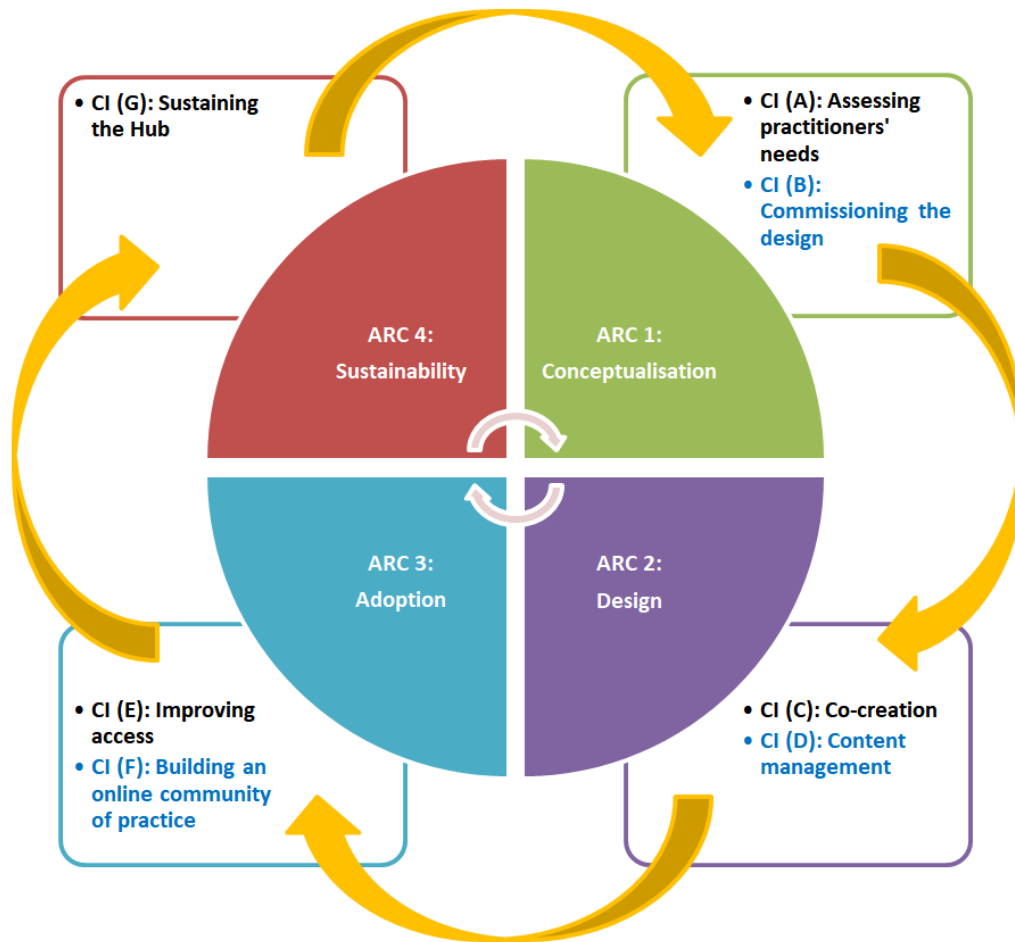 • CI (G): Sustaining
the Hub
• CI (A): Assessing
practitioners'
needs
• CI (B):
Commissioning the
design
ARC 4:
Sustainability
ARC 1:
Conceptualisation
ARC 3:
Adoption
ARC 2:
Design
• CI (E): Improving
access
• CI (F): Building an
online community
of practice
• CI (C): Co-creation
• CI (D): Content
management